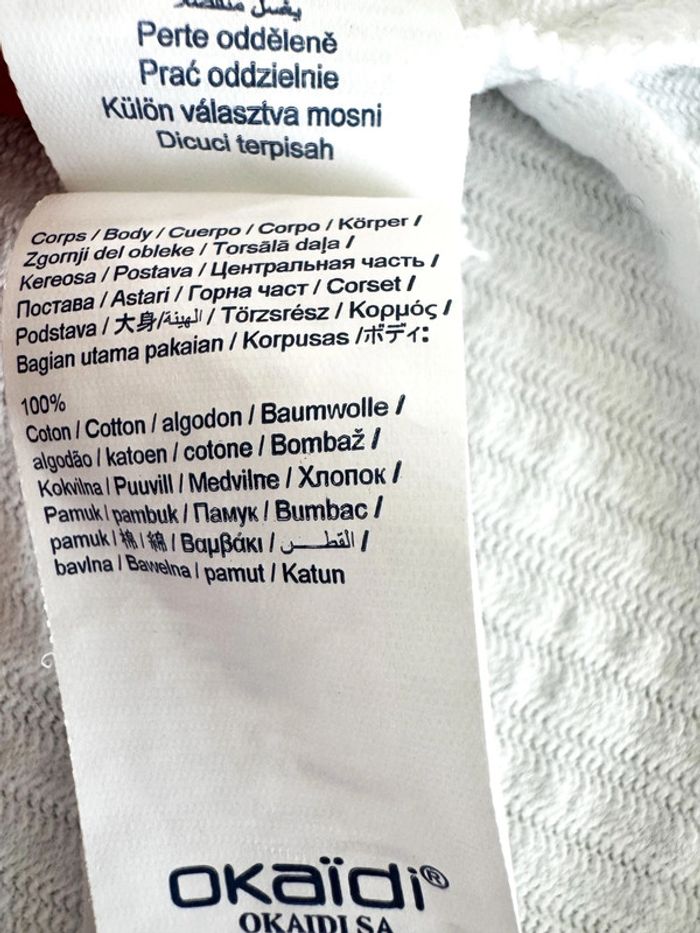 يغسل منفصلا
Perte odděleně
Prać oddzielnie
Külön választva mosni
Dicuci terpisah
Corps / Body / Cuerpo / Corpo / Körper /
Zgornji del obleke / Torsālā daļa /
Kereosa / Postava / Центральная часть /
Постава / Astari / Горна част / Corset /
Podstava / 大身/الهيئة / Törzsrész / Κορμός /
Bagian utama pakaian / Korpusas /ボディ:
100%
Coton / Cotton / algodon / Baumwolle /
algodão / katoen / cotone / Bombaž /
Kokvilna / Puuvill / Medvilne / Хлопок /
Pamuk / pambuk / Памук / Bumbac /
pamuk / 棉 / 綿 / Βαμβάκι / القطــــن /
bavlna / Bawełna / pamut / Katun
OKaïdi®
OKAIDI SA